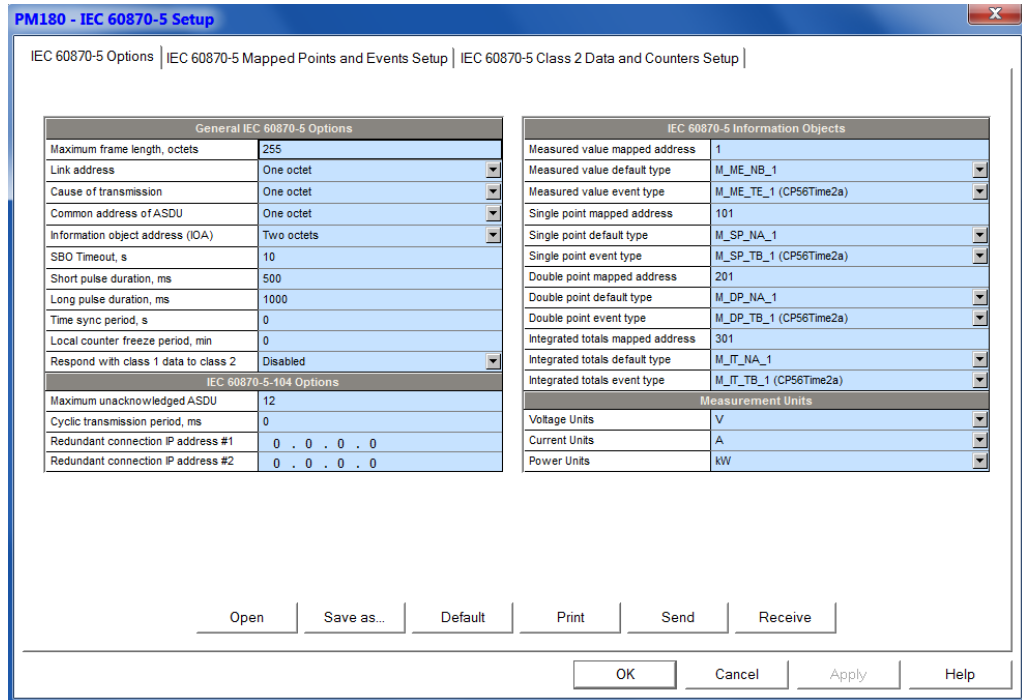 PM180 - IEC 60870-5 Setup
X
IEC 60870-5 Options
IEC 60870-5 Mapped Points and Events Setup
IEC 60870-5 Class 2 Data and Counters Setup
General IEC 60870-5 Options
Maximum frame length, octets 255
Link address One octet
Cause of transmission One octet
Common address of ASDU One octet
Information object address (IOA) Two octets
SBO Timeout, s 10
Short pulse duration, ms 500
Long pulse duration, ms 1000
Time sync period, s 0
Local counter freeze period, min 0
Respond with class 1 data to class 2 Disabled
IEC 60870-5-104 Options
Maximum unacknowledged ASDU 12
Cyclic transmission period, ms 0
Redundant connection IP address #1 0 . 0 . 0 . 0
Redundant connection IP address #2 0 . 0 . 0 . 0
IEC 60870-5 Information Objects
Measured value mapped address 1
Measured value default type M_ME_NB_1
Measured value event type M_ME_TE_1 (CP56Time2a)
Single point mapped address 101
Single point default type M_SP_NA_1
Single point event type M_SP_TB_1 (CP56Time2a)
Double point mapped address 201
Double point default type M_DP_NA_1
Double point event type M_DP_TB_1 (CP56Time2a)
Integrated totals mapped address 301
Integrated totals default type M_IT_NA_1
Integrated totals event type M_IT_TB_1 (CP56Time2a)
Measurement Units
Voltage Units V
Current Units A
Power Units kW
Open
Save as...
Default
Print
Send
Receive
OK
Cancel
Apply
Help